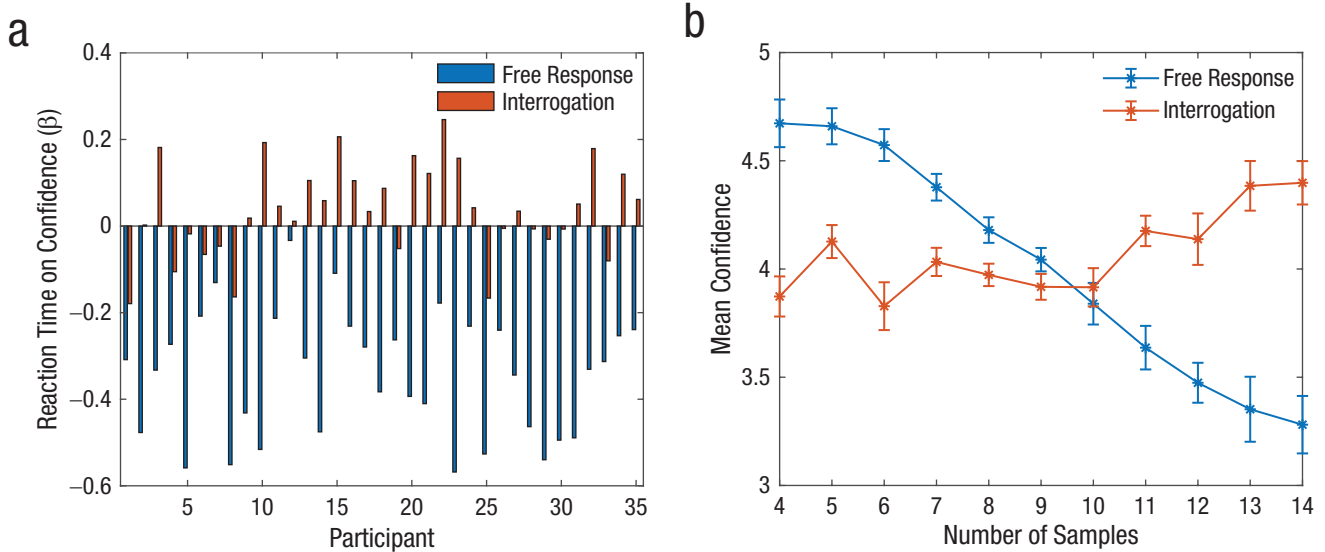 a
Reaction Time on Confidence (β)
0.4
0.2
0
−0.2
−0.4
−0.6
Free Response
Interrogation
5
10
15
20
25
30
35
Participant
b
Mean Confidence
5
4.5
4
3.5
3
Free Response
Interrogation
4
5
6
7
8
9
10
11
12
13
14
Number of Samples